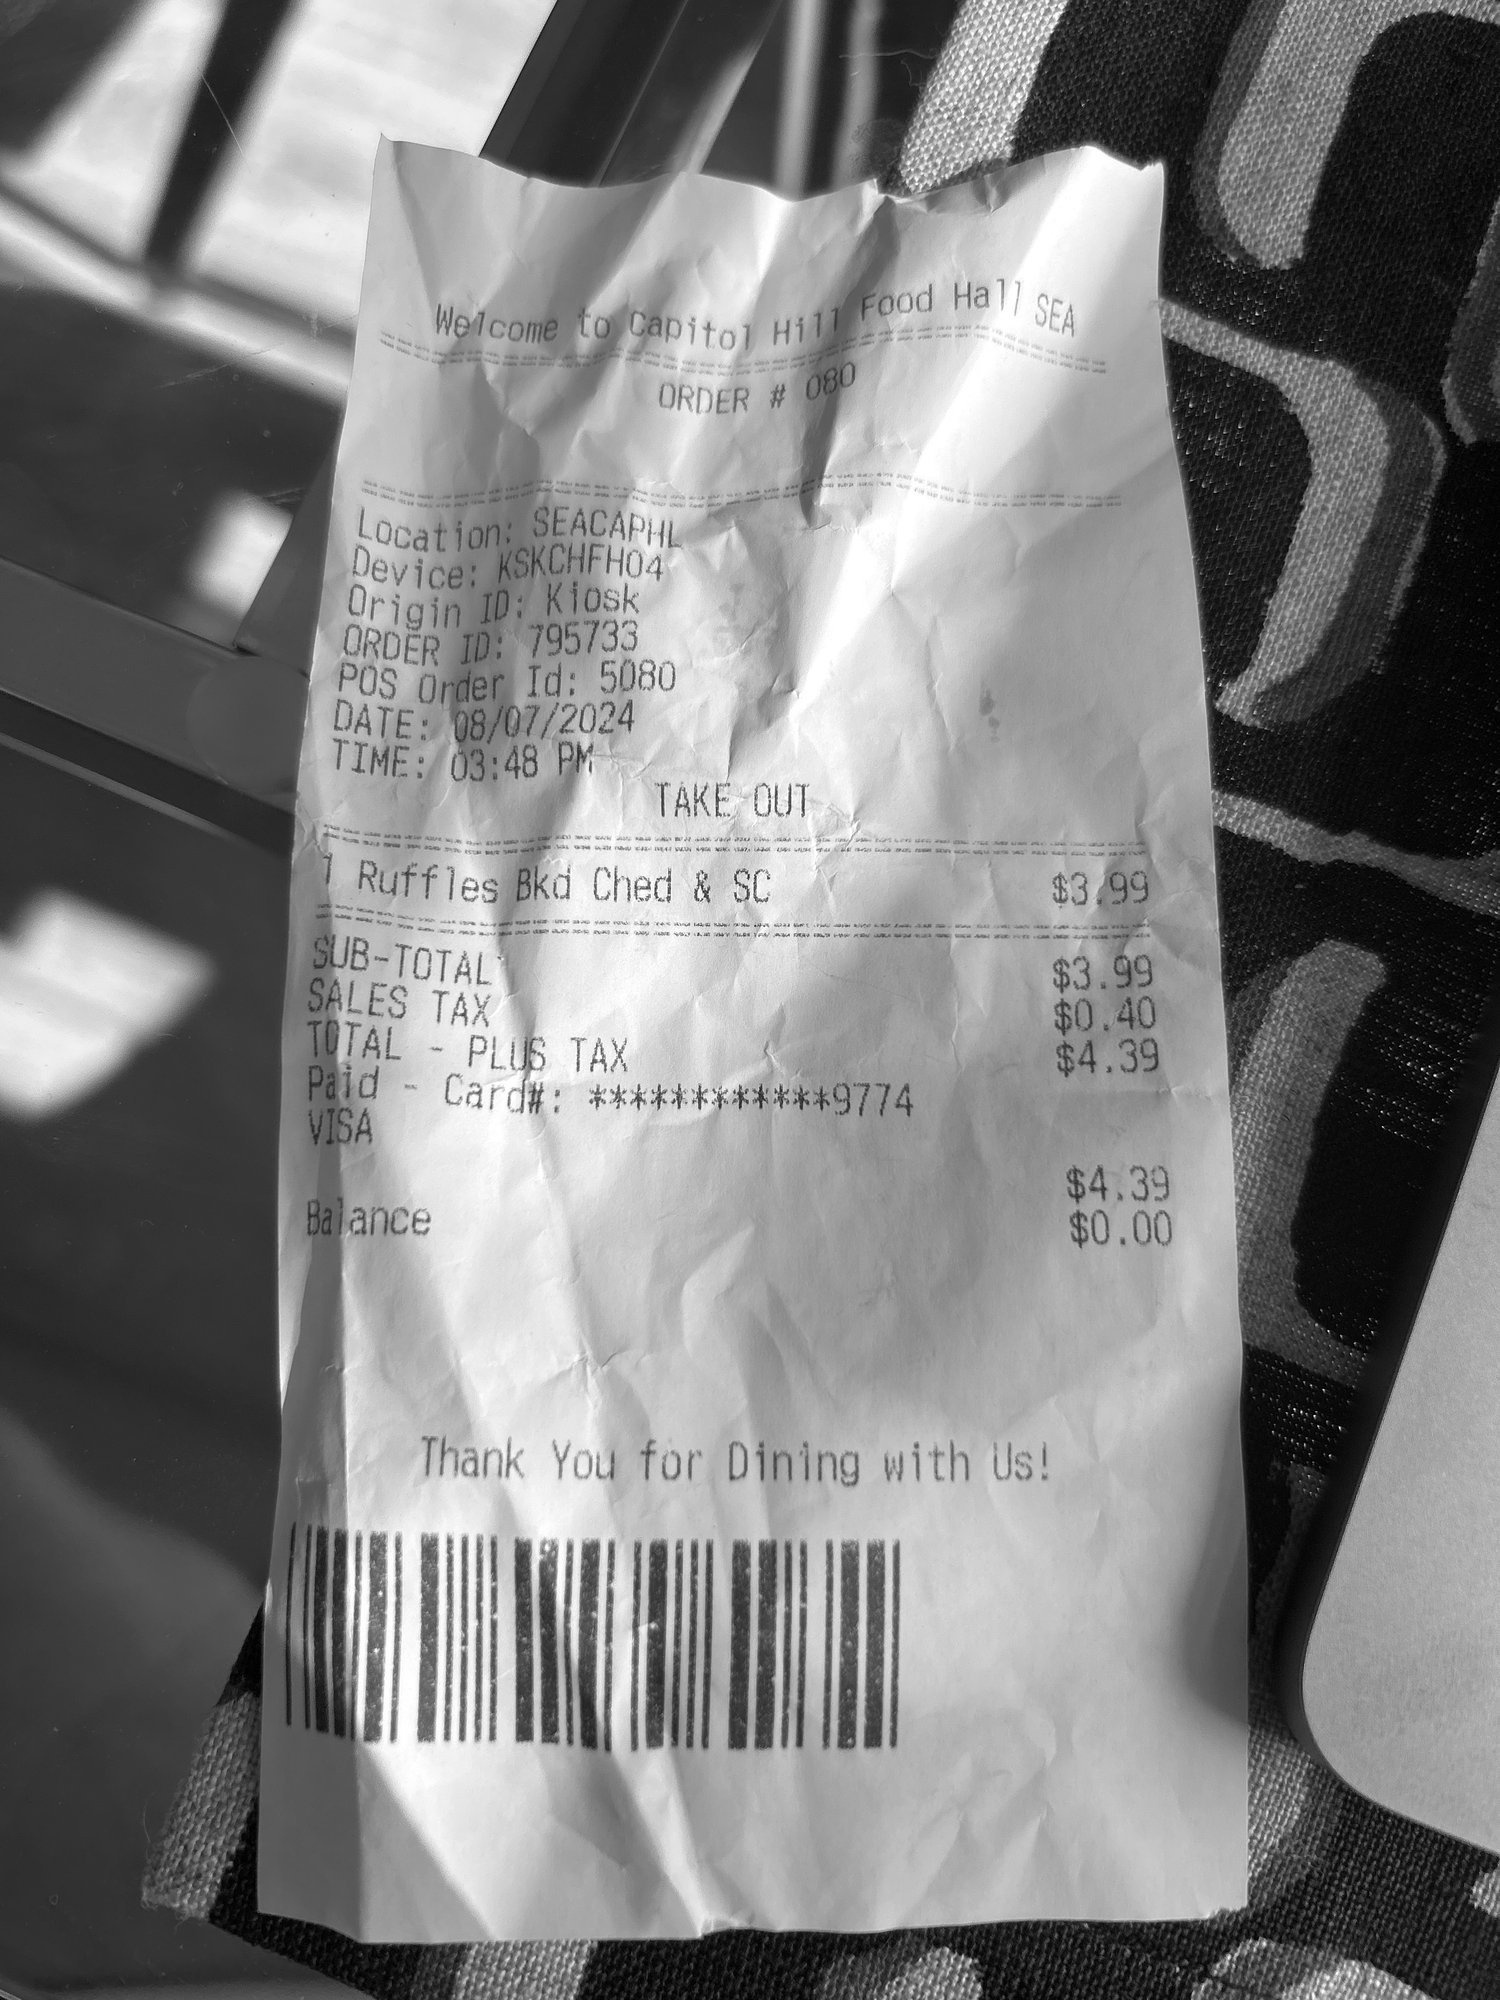 Welcome to Capitol Hill Food Hall SEA
ORDER # 080
Location: SEACAPHL
Device: KSKCHFH04
Origin ID: Kiosk
ORDER ID: 795733
POS Order Id: 5080
DATE: 08/07/2024
TIME: 03:48 PM
TAKE OUT
1 Ruffles Bkd Ched & SC $3.99
SUB-TOTAL $3.99
SALES TAX $0.40
TOTAL - PLUS TAX $4.39
Paid - Card#: ************9774
VISA
$4.39
Balance $0.00
Thank You for Dining with Us!